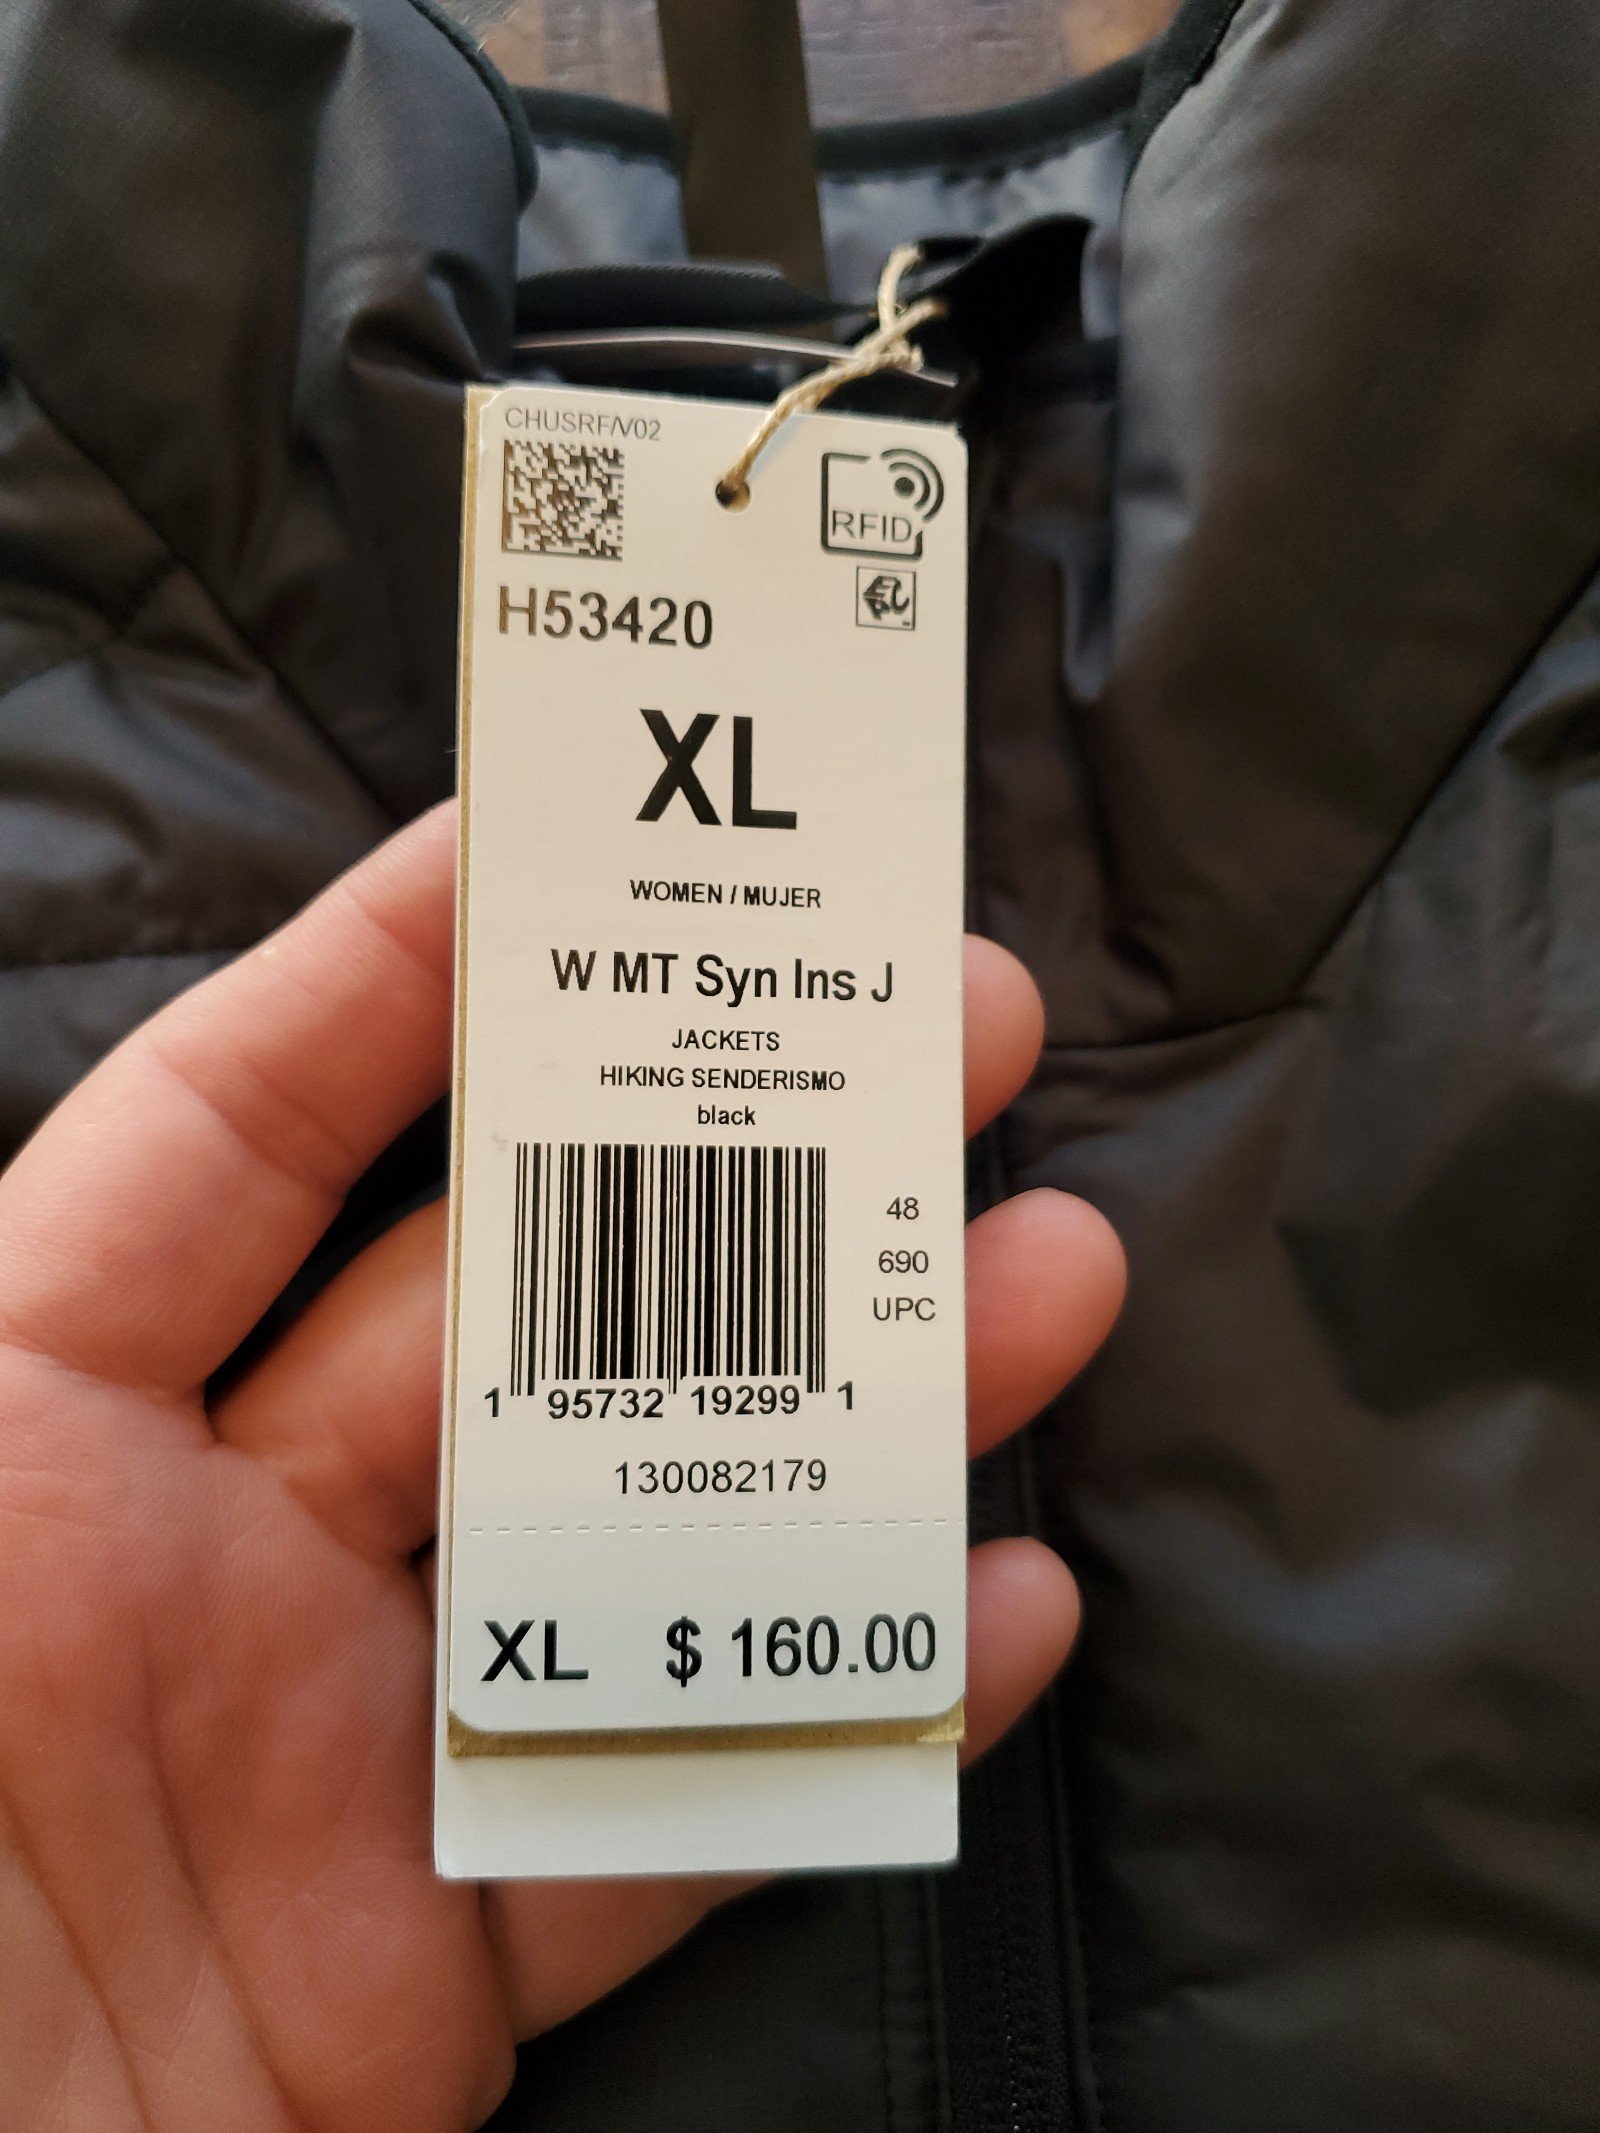 CHUSRF/V02
RFID
H53420
XL
WOMEN / MUJER
W MT Syn Ins J
JACKETS
HIKING SENDERISMO
black
48
690
UPC
1 95732 19299 1
130082179
XL $ 160.00